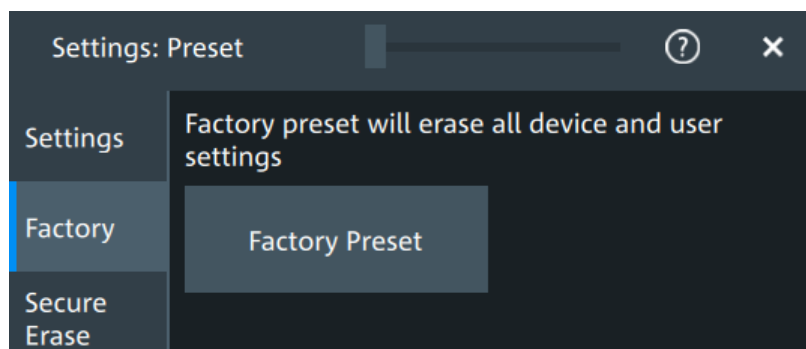 Settings: Preset
?
Settings
Factory preset will erase all device and user
settings
Factory
Factory Preset
Secure
Erase